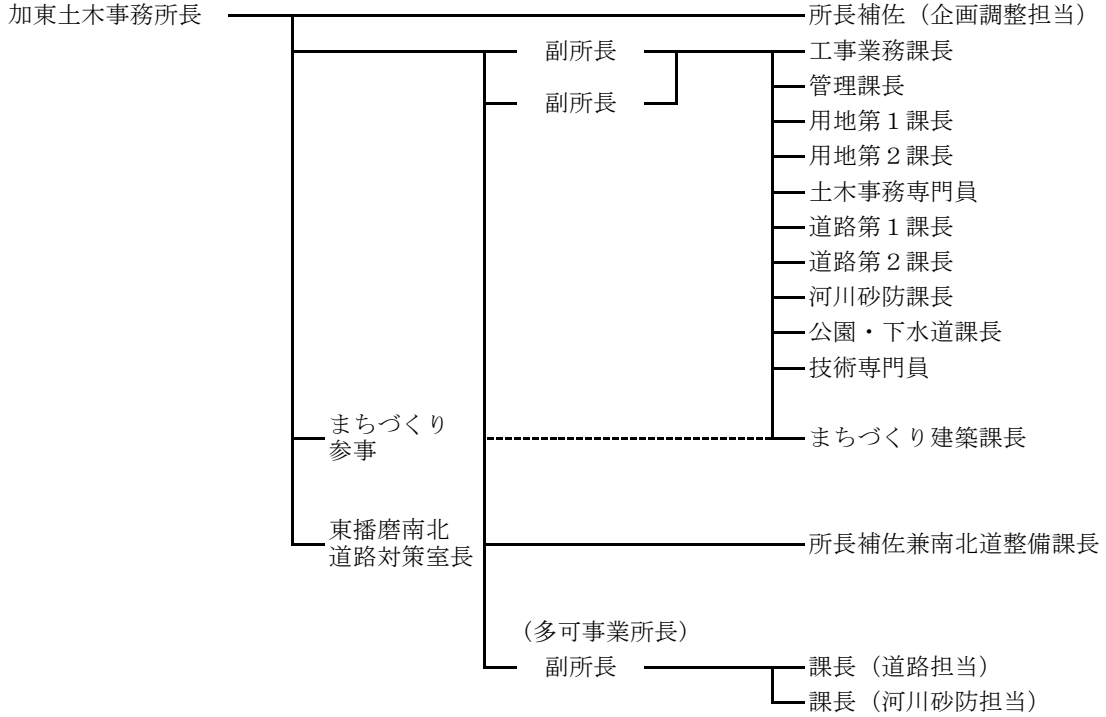 加東土木事務所長
所長補佐（企画調整担当）
副所長
工事業務課長
管理課長
副所長
用地第１課長
用地第２課長
土木事務専門員
道路第１課長
道路第２課長
河川砂防課長
公園・下水道課長
技術専門員
まちづくり
参事
まちづくり建築課長
東播磨南北
道路対策室長
所長補佐兼南北道整備課長
（多可事業所長）
副所長
課長（道路担当）
課長（河川砂防担当）